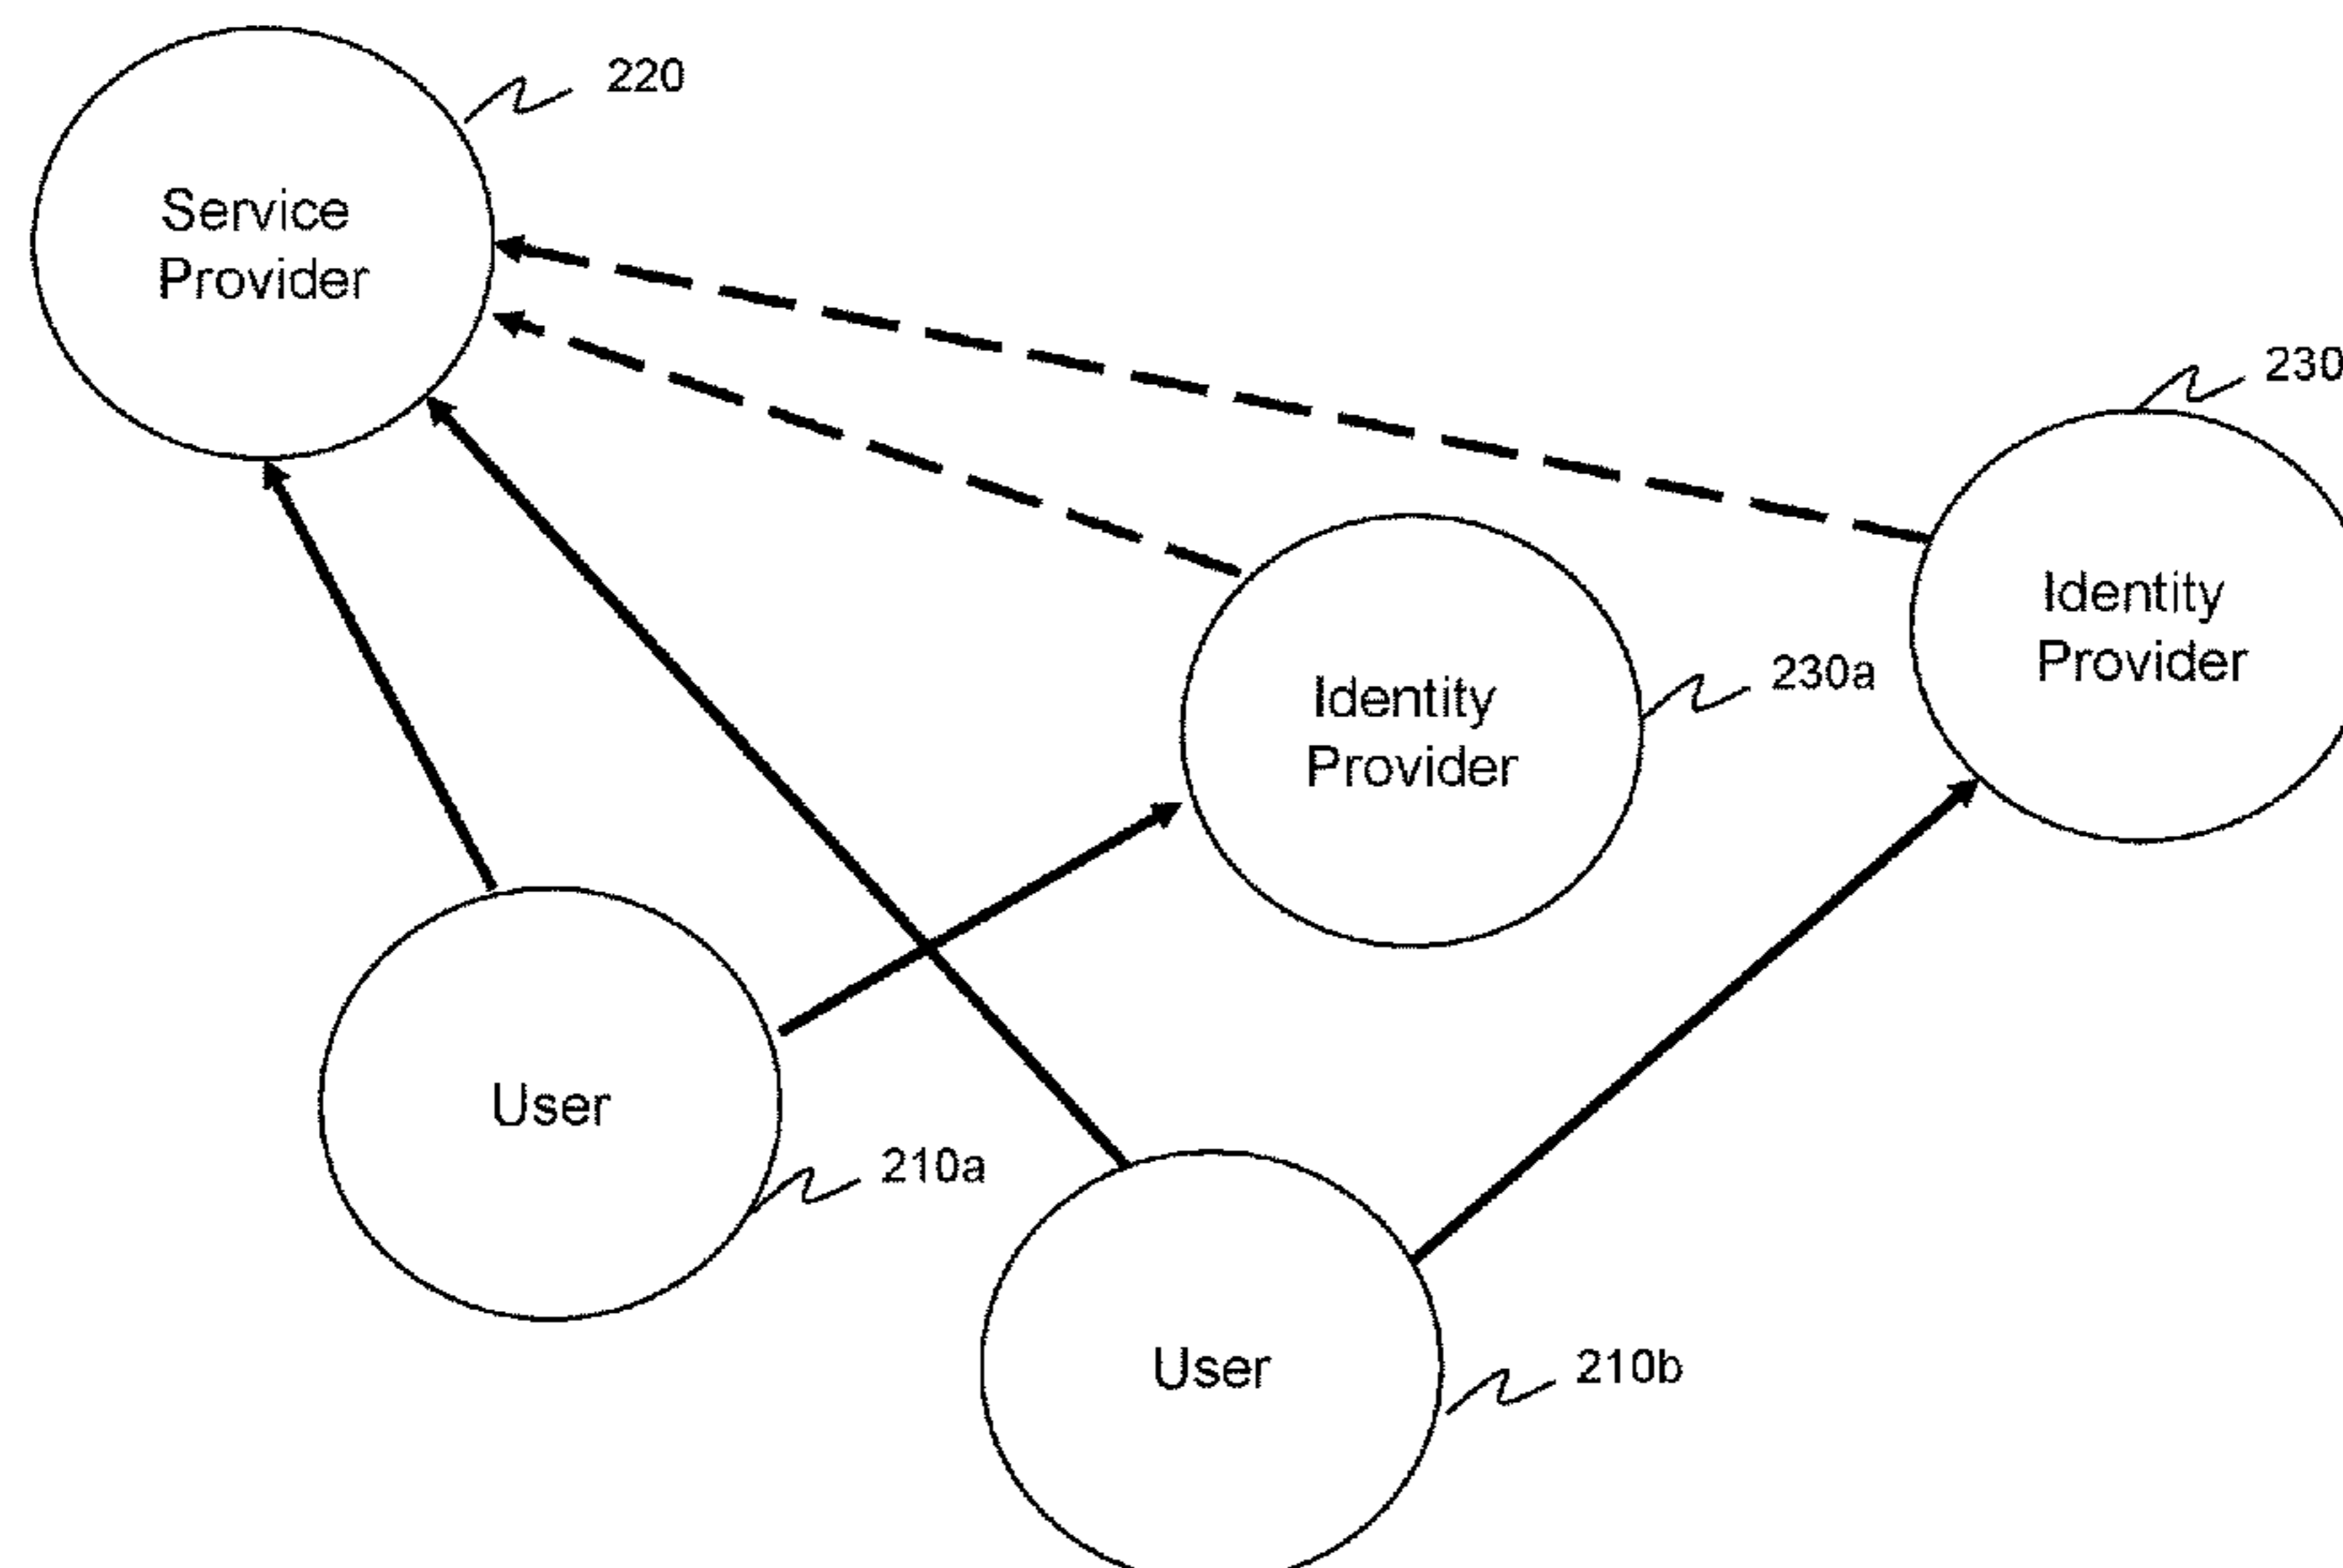 220
Service
Provider
230
Identity
Provider
Identity
Provider
230a
User
210a
User
210b